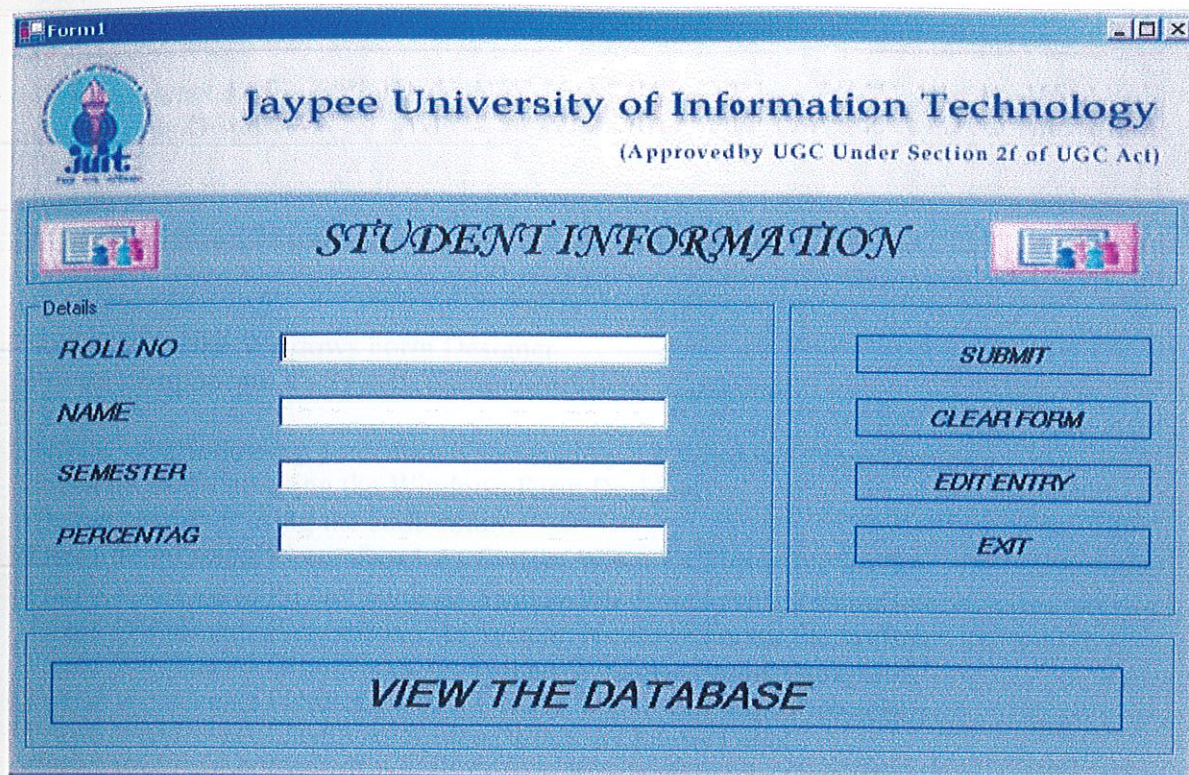 Form1
Jaypee University of Information Technology
(Approvedby UGC Under Section 2f of UGC Act)
juit.
STUDENT INFORMATION
Details
ROLL NO
NAME
SEMESTER
PERCENTAG
SUBMIT
CLEAR FORM
EDIT ENTRY
EXIT
VIEW THE DATABASE